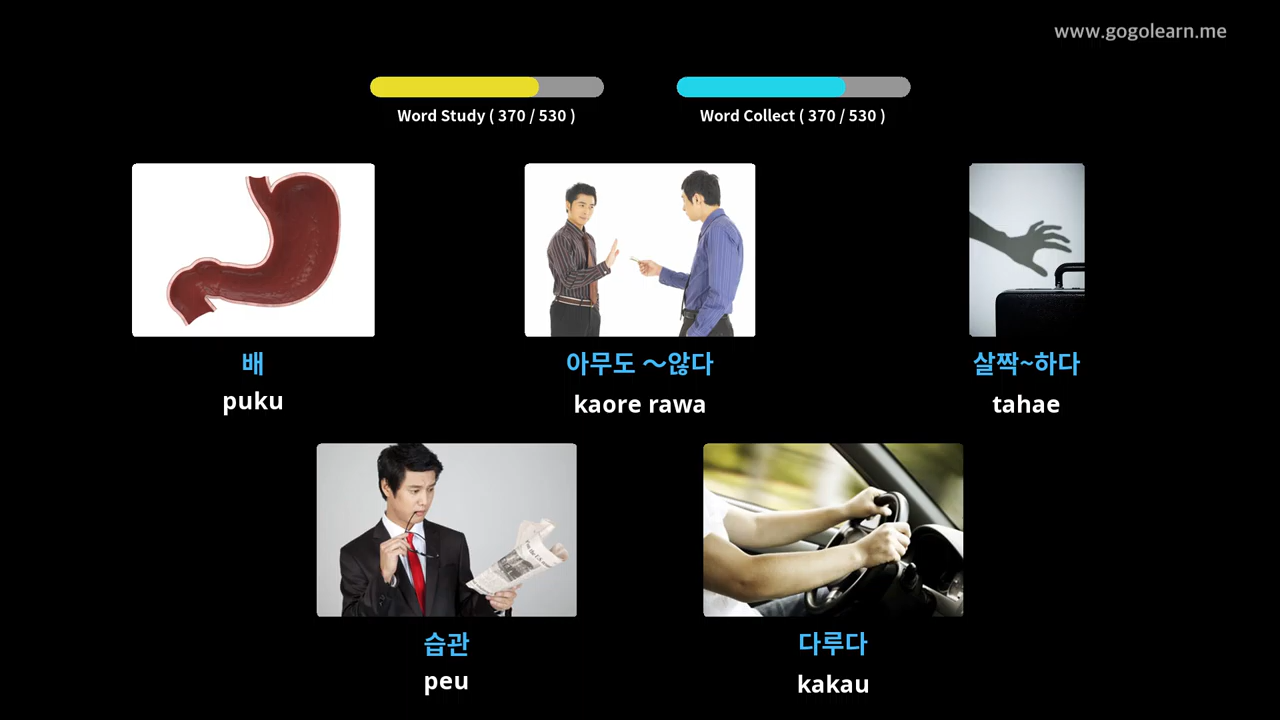 www.gogolearn.me
Word Study ( 370 / 530 )
Word Collect ( 370 / 530 )
배
puku
아무도 ～않다
kaore rawa
살짝~하다
tahae
습관
peu
다루다
kakau